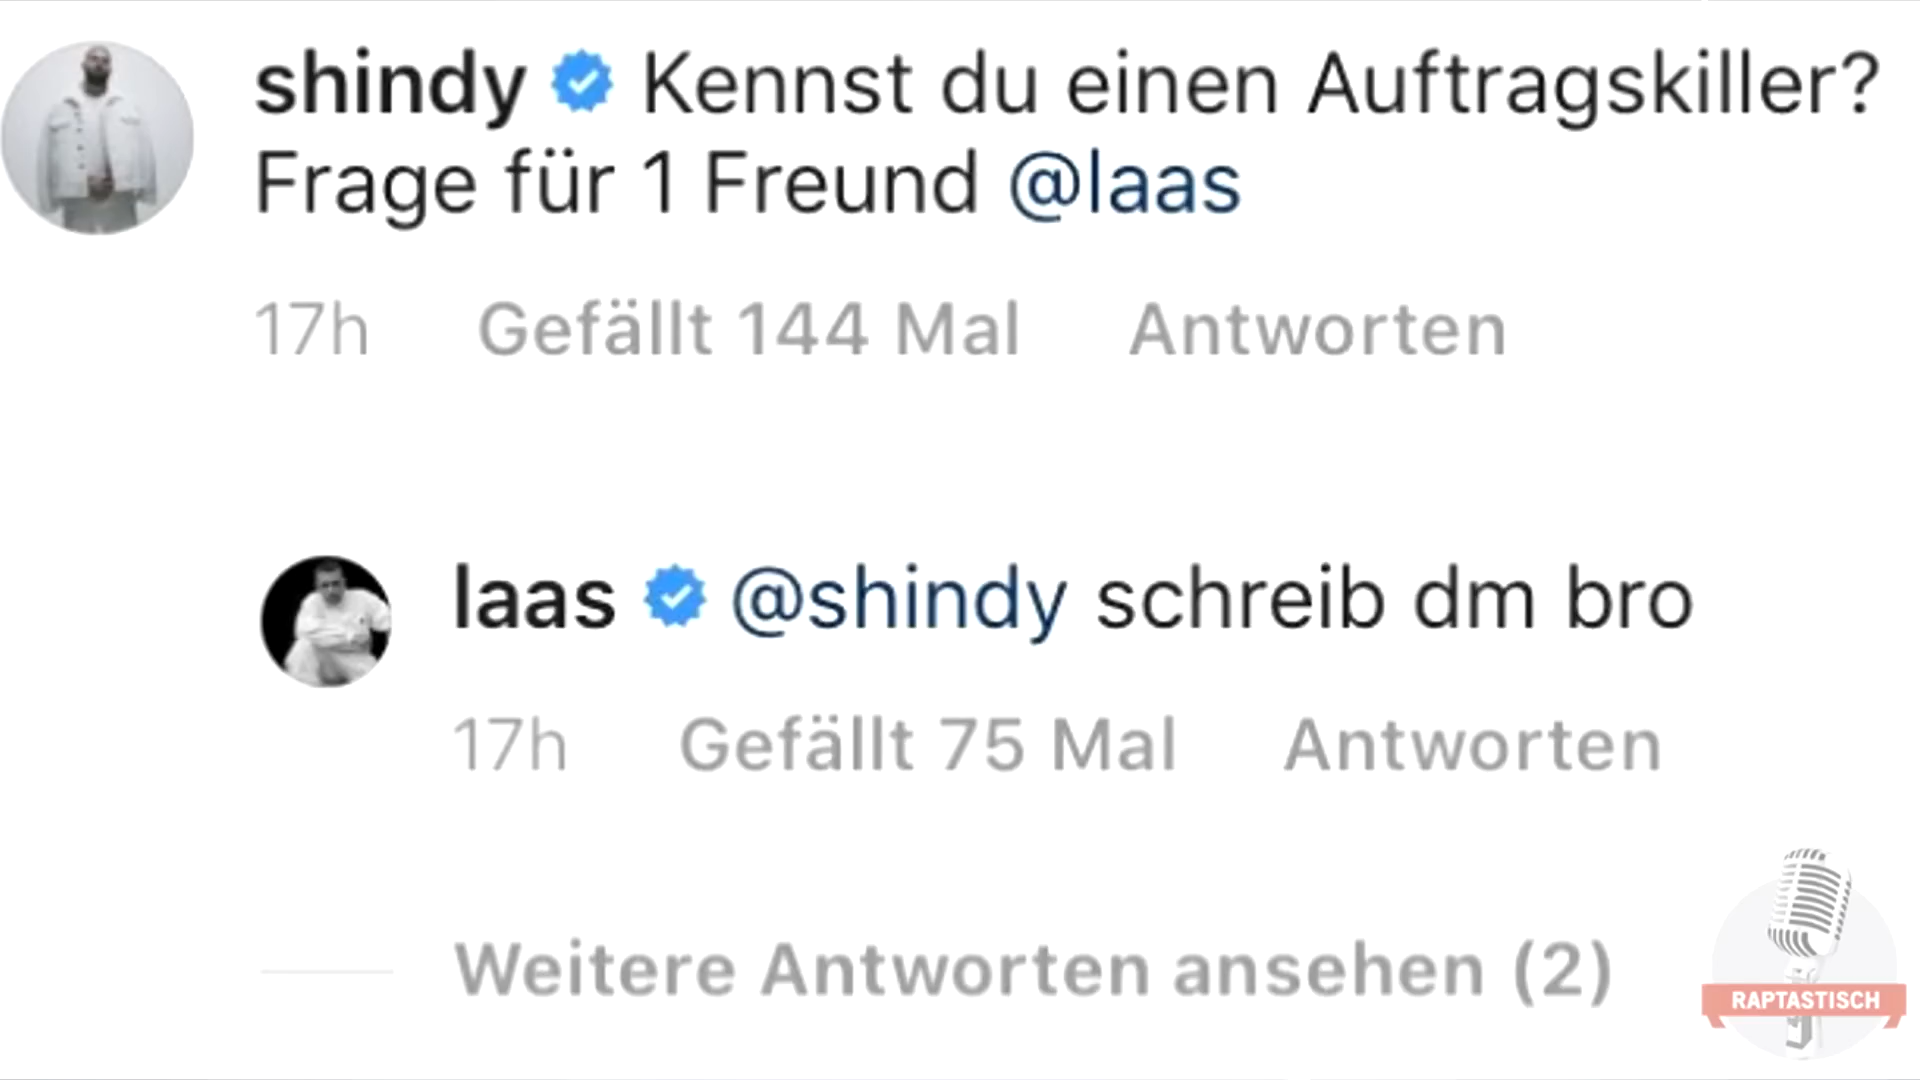 shindy Kennst du einen Auftragskiller?
Frage für 1 Freund @laas
17h Gefällt 144 Mal Antworten
laas @shindy schreib dm bro
17h Gefällt 75 Mal Antworten
Weitere Antworten ansehen (2)
RAPTASTISCH